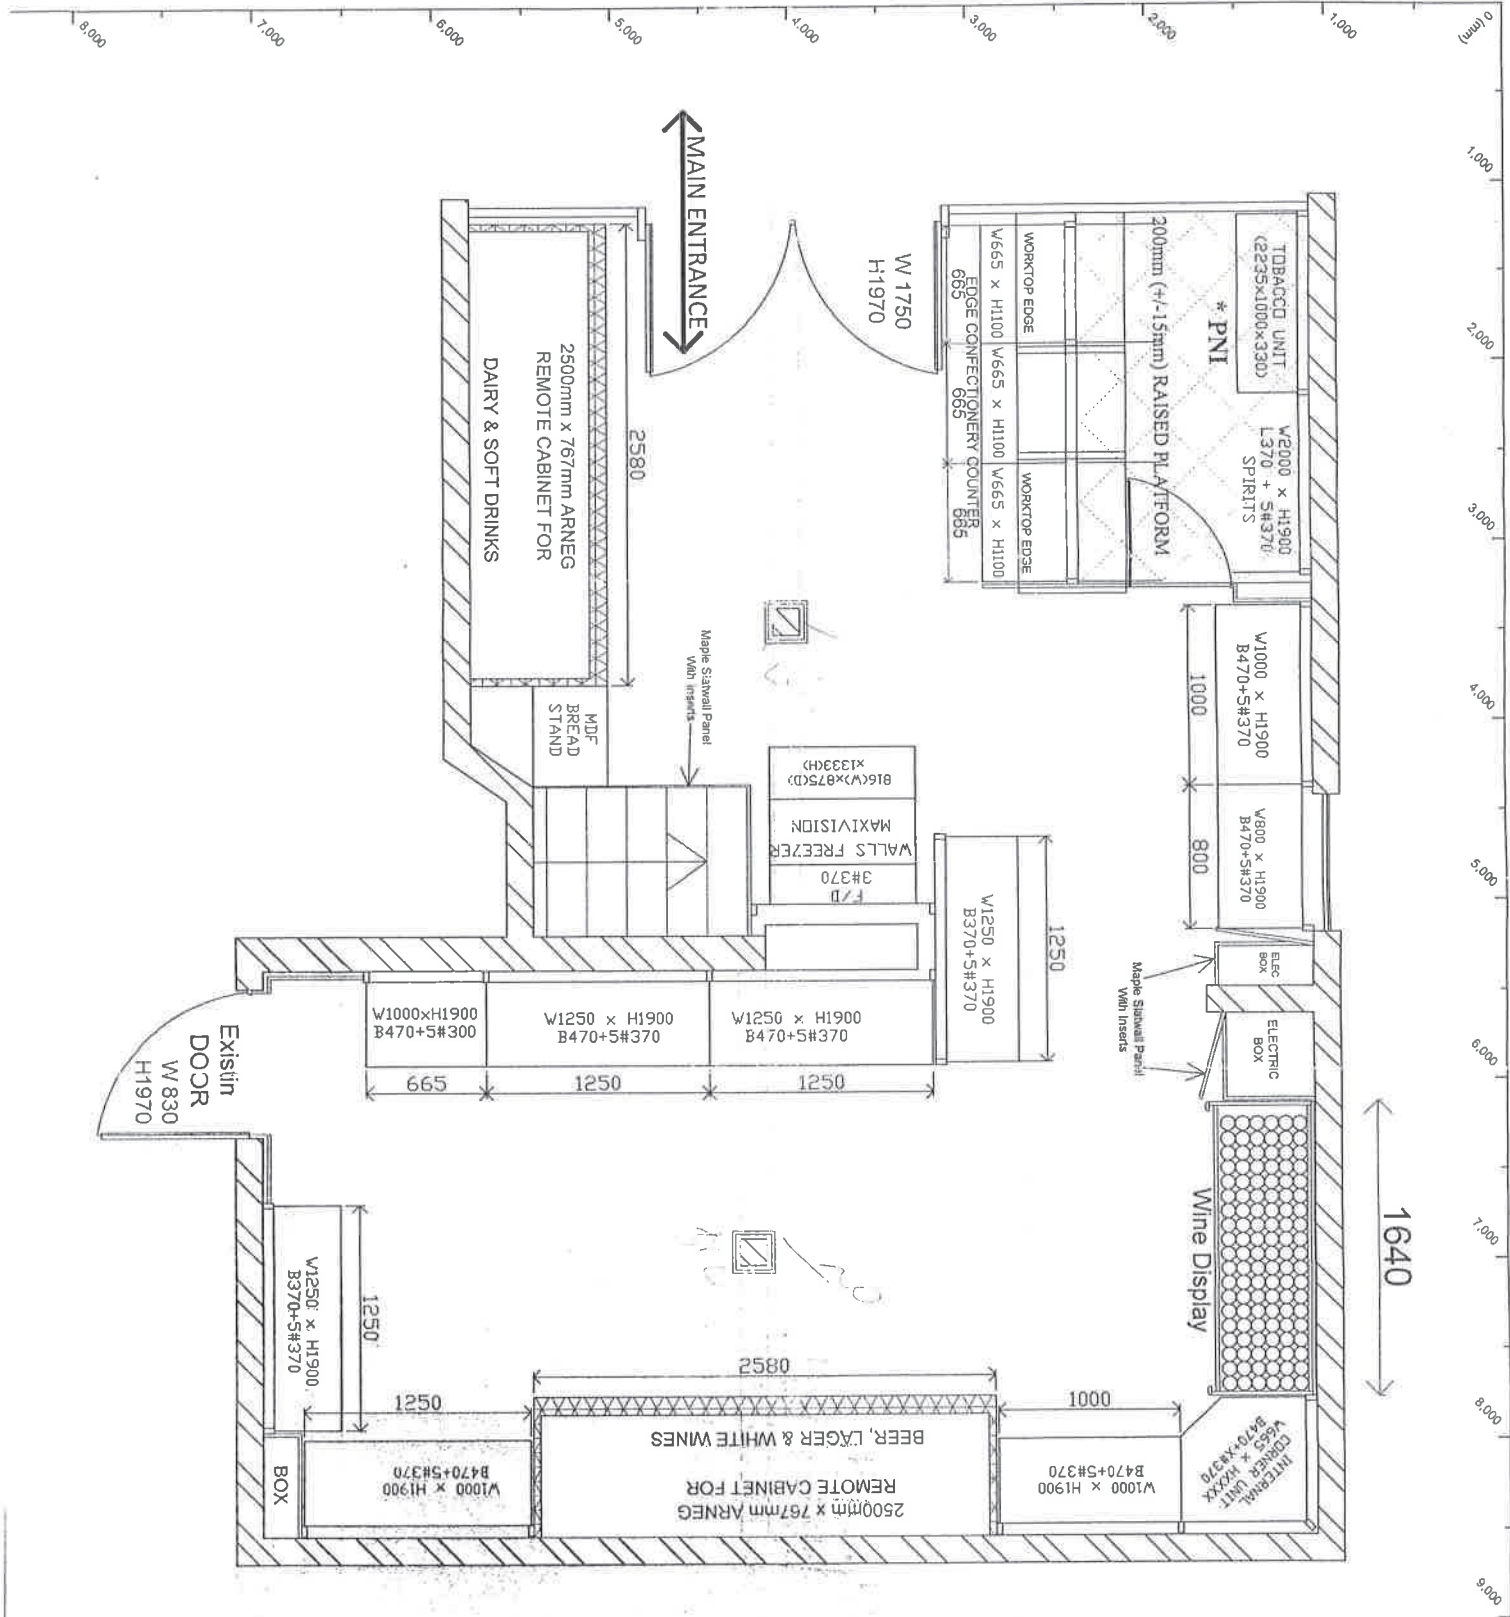 8.000
7.000
6.000
5.000
4.000
3.000
2.000
1.000
0 (mm)
1.000
2.000
3.000
4.000
5.000
6.000
7.000
8.000
9.000
MAIN ENTRANCE
W 1750
H1970
TOBACCO UNIT
(2235x1000x330)
* PNI
200mm (+/-15mm) RAISED PLATFORM
W2000 x H1900
L370 + 5#370
SPIRITS
WORKTOP EDGE
WORKTOP EDGE
W665 x H1100
W665 x H1100
W665 x H1100
EDGE CONFECTIONERY COUNTER
665
665
665
2500mm x 767mm ARNEG
REMOTE CABINET FOR
DAIRY & SOFT DRINKS
2580
MDF
BREAD
STAND
Maple Slatwall Panel
With Inserts
816(W)x875(D)
x1333(H)
MAXIVISION
WALLS FREEZER
3#370
F/D
W1250 x H1900
B370+5#370
1250
W1000 x H1900
B470+5#370
1000
W800 x H1900
B470+5#370
800
ELEC
BOX
Maple Slatwall Panel
With Inserts
ELECTRIC
BOX
1640
Wine Display
W1000xH1900
B470+5#300
W1250 x H1900
B470+5#370
W1250 x H1900
B470+5#370
665
1250
1250
Existin
DOOR
W 830
H1970
W1250 x H1900
B370+5#370
1250
BOX
1250
W1000 x H1900
B470+5#370
2580
BEER, LAGER & WHITE WINES
REMOTE CABINET FOR
2500mm x 767mm ARNEG
1000
W1000 x H1900
B470+5#370
INTERNAL
CORNER UNIT
W665 x HXXXX
B470+X#370